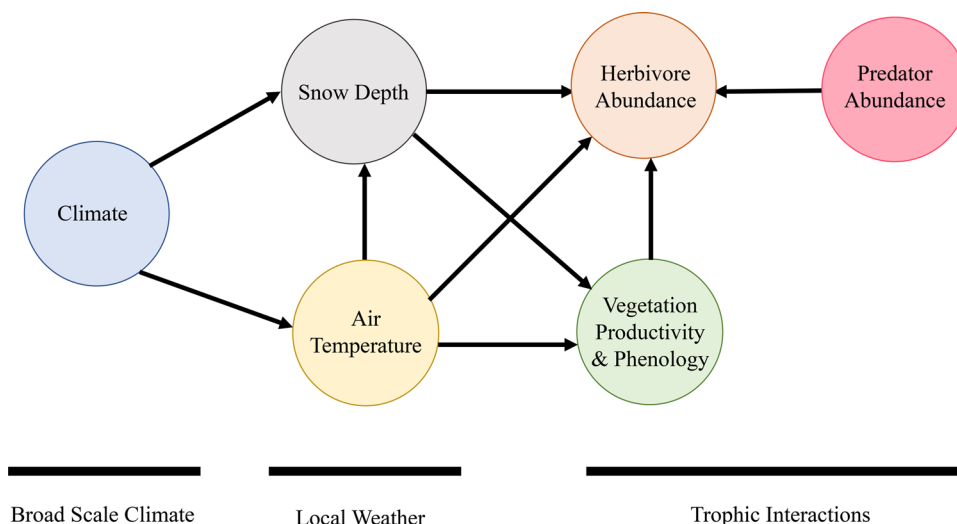 Snow Depth
Herbivore
Abundance
Predator
Abundance
Climate
Air
Temperature
Vegetation
Productivity
& Phenology
Broad Scale Climate
Local Weather
Trophic Interactions